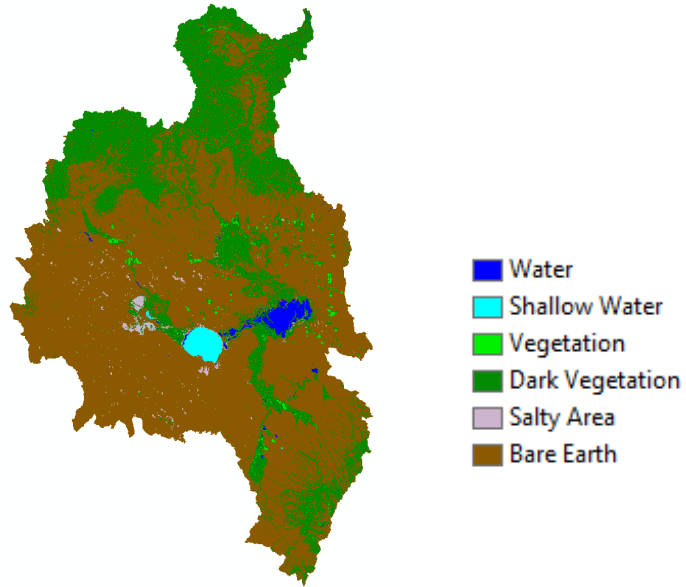 Water
Shallow Water
Vegetation
Dark Vegetation
Salty Area
Bare Earth